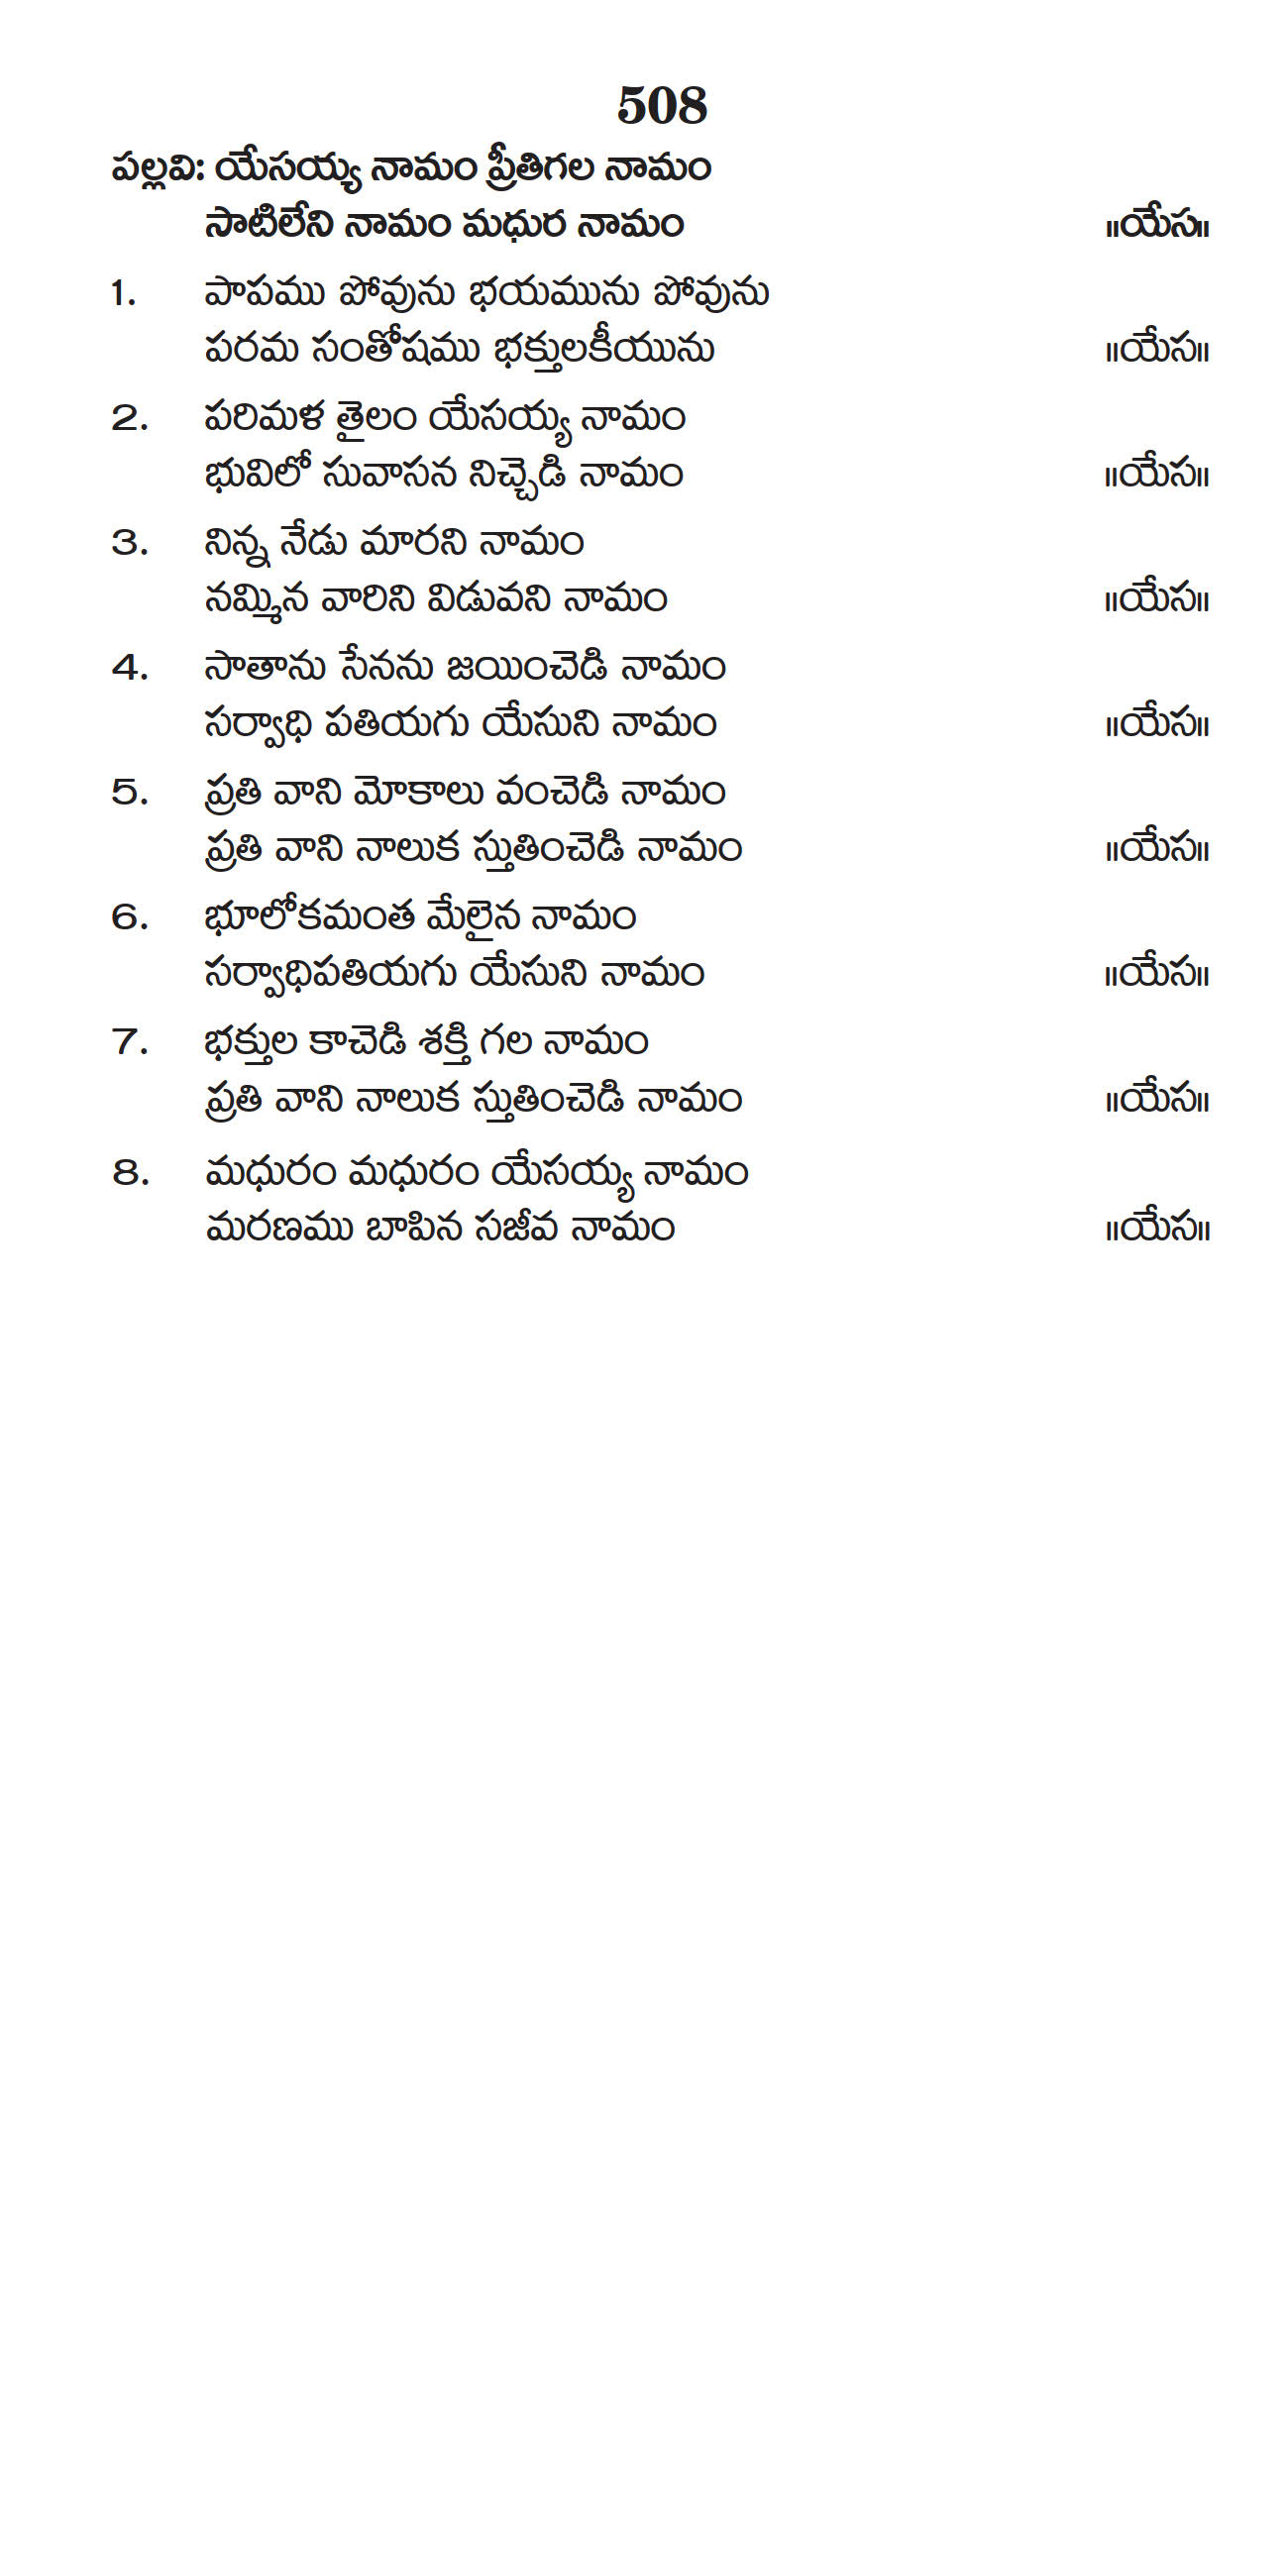 508
పల్లవి: యేసయ్య నామం ప్రీతిగల నామం
సాటిలేని నామం మధుర నామం ॥యేస॥
1. పాపము పోవును భయమును పోవును
పరమ సంతోషము భక్తులకీయును ॥యేస॥
2. పరిమళ తైలం యేసయ్య నామం
భువిలో సువాసన నిచ్చెడి నామం ॥యేస॥
3. నిన్న నేడు మారని నామం
నమ్మిన వారిని విడువని నామం ॥యేస॥
4. సాతాను సేనను జయించెడి నామం
సర్వాధి పతియగు యేసుని నామం ॥యేస॥
5. ప్రతి వాని మోకాలు వంచెడి నామం
ప్రతి వాని నాలుక స్తుతించెడి నామం ॥యేస॥
6. భూలోకమంత మేలైన నామం
సర్వాధిపతియగు యేసుని నామం ॥యేస॥
7. భక్తుల కాచెడి శక్తి గల నామం
ప్రతి వాని నాలుక స్తుతించెడి నామం ॥యేస॥
8. మధురం మధురం యేసయ్య నామం
మరణము బాపిన సజీవ నామం ॥యేస॥